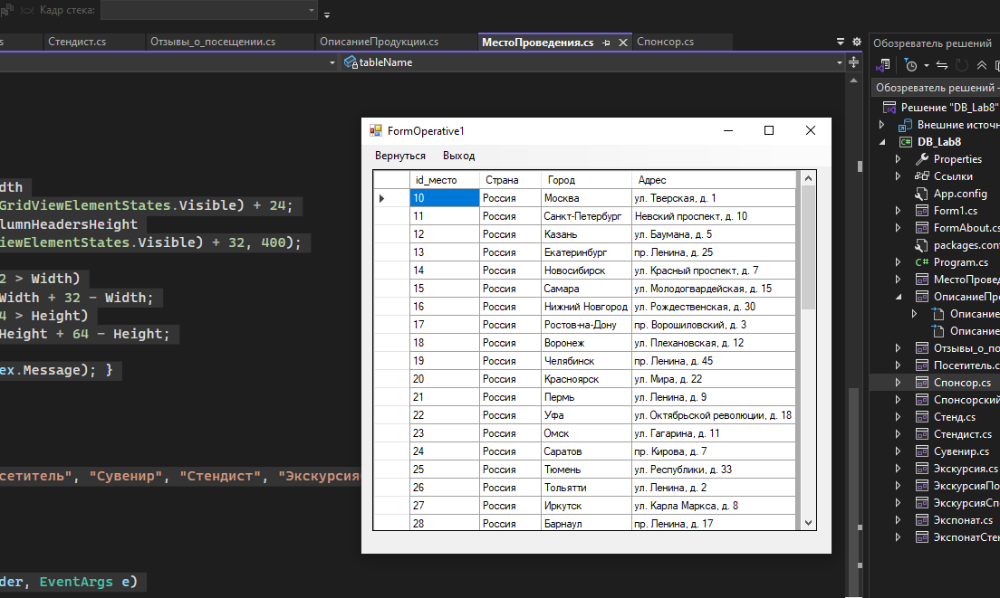 Кадр стека:
Стендист.cs
Отзывы_о_посещении.cs
ОписаниеПродукции.cs
МестоПроведения.cs
Спонсор.cs
tableName
dth
GridViewElementStates.Visible) + 24;
lumnHeadersHeight
iewElementStates.Visible) + 32, 400);
2 > Width)
Width + 32 - Width;
4 > Height)
Height + 64 - Height;
ex.Message); }
сетитель", "Сувенир", "Стендист", "Экскурсия
der, EventArgs e)
FormOperative1
Вернуться Выход
id_место Страна Город Адрес
10 Россия Москва ул. Тверская, д. 1
11 Россия Санкт-Петербург Невский проспект, д. 10
12 Россия Казань ул. Баумана, д. 5
13 Россия Екатеринбург пр. Ленина, д. 25
14 Россия Новосибирск ул. Красный проспект, д. 7
15 Россия Самара ул. Молодогвардейская, д. 15
16 Россия Нижний Новгород ул. Рождественская, д. 30
17 Россия Ростов-на-Дону пр. Ворошиловский, д. 3
18 Россия Воронеж ул. Плехановская, д. 12
19 Россия Челябинск пр. Ленина, д. 45
20 Россия Красноярск ул. Мира, д. 22
21 Россия Пермь ул. Ленина, д. 9
22 Россия Уфа ул. Октябрьской революции, д. 18
23 Россия Омск ул. Гагарина, д. 11
24 Россия Саратов пр. Кирова, д. 7
25 Россия Тюмень ул. Республики, д. 33
26 Россия Тольятти ул. Ленина, д. 2
27 Россия Иркутск ул. Карла Маркса, д. 8
28 Россия Барнаул пр. Ленина, д. 17
Обозреватель решений
Обозреватель решений -
Решение "DB_Lab8"
Внешние источн
DB_Lab8
Properties
Ссылки
App.config
Form1.cs
FormAbout.cs
packages.con
Program.cs
МестоПровед
ОписаниеПро
Описание
Описание
Отзывы_о_по
Посетитель.c
Спонсор.cs
Спонсорский
Стенд.cs
Стендист.cs
Сувенир.cs
Экскурсия.cs
ЭкскурсияПо
ЭкскурсияСп
Экспонат.cs
ЭкспонатСтен